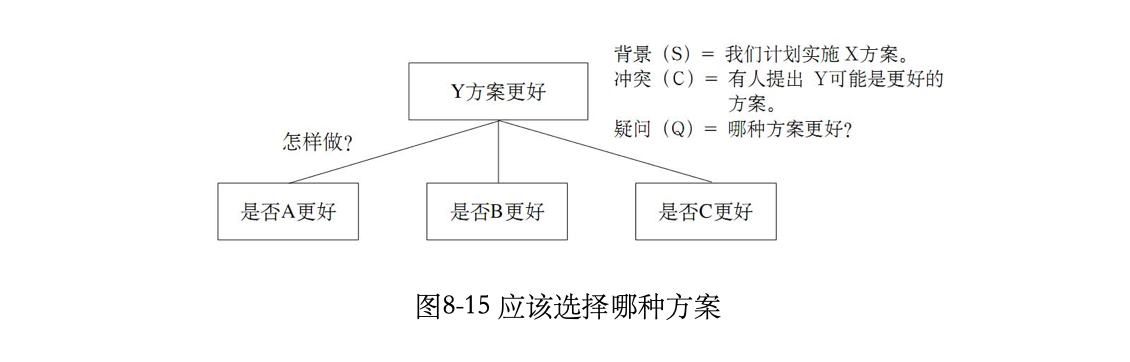 背景（S）= 我们计划实施 X方案。
冲突（C）= 有人提出 Y可能是更好的
方案。
疑问（Q）= 哪种方案更好？
Y方案更好
怎样做？
是否A更好
是否B更好
是否C更好
图8-15 应该选择哪种方案